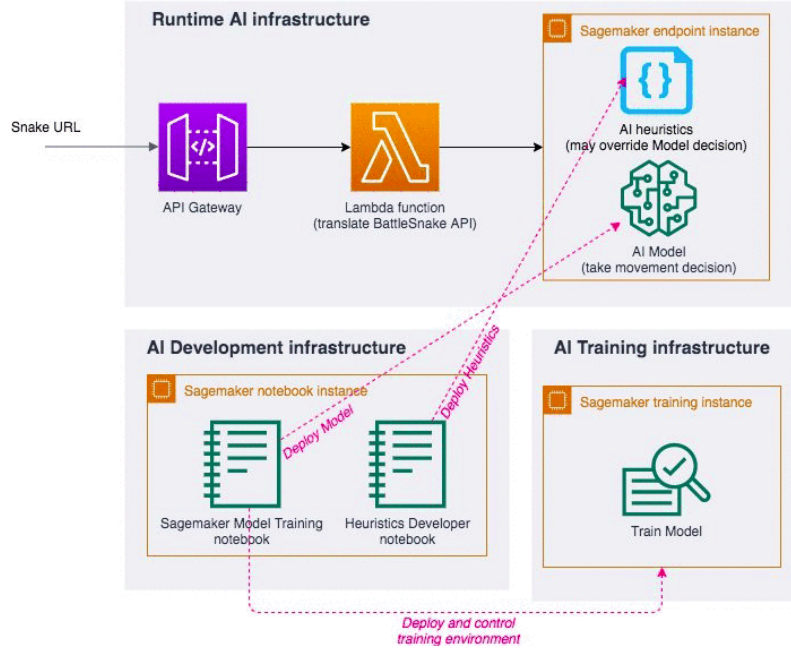 Runtime AI infrastructure
Sagemaker endpoint instance
Snake URL
API Gateway
Lambda function
(translate BattleSnake API)
AI heuristics
(may override Model decision)
AI Model
(take movement decision)
AI Development infrastructure
Sagemaker notebook instance
Deploy Model
Deploy Heuristics
Sagemaker Model Training
notebook
Heuristics Developer
notebook
AI Training infrastructure
Sagemaker training instance
Train Model
Deploy and control
training environment